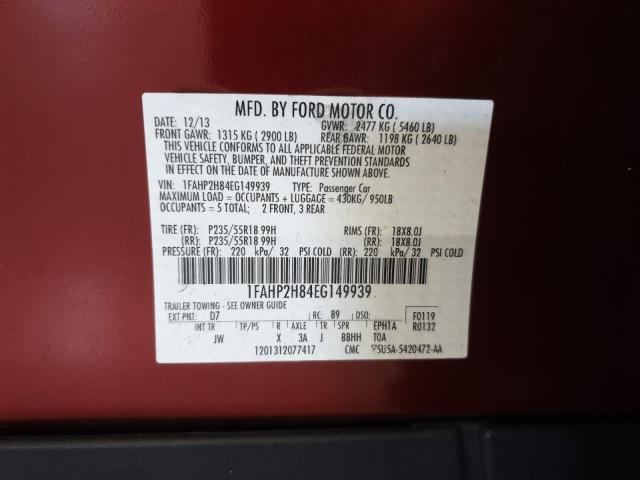 MFD. BY FORD MOTOR CO.
DATE: 12/13 GVWR: 2477 KG ( 5460 LB)
FRONT GAWR: 1315 KG ( 2900 LB) REAR GAWR: 1198 KG ( 2640 LB)
THIS VEHICLE CONFORMS TO ALL APPLICABLE FEDERAL MOTOR
VEHICLE SAFETY, BUMPER, AND THEFT PREVENTION STANDARDS
IN EFFECT ON THE DATE OF MANUFACTURE SHOWN ABOVE.
VIN: 1FAHP2H84EG149939 TYPE: Passenger Car
MAXIMUM LOAD = OCCUPANTS + LUGGAGE = 430KG/ 950LB
OCCUPANTS = 5 TOTAL; 2 FRONT, 3 REAR
TIRE (FR): P235/55R18 99H RIMS (FR): 18X8.0J
(RR): P235/55R18 99H (RR): 18X8.0J
PRESSURE (FR): 220 kPa/ 32 PSI COLD (RR): 220 kPa/ 32 PSI COLD
1FAHP2H84EG149939
TRAILER TOWING - SEE OWNER GUIDE
EXT PNT: D7 RC: 89 DSO: F0119
INT TR TP/PS R AXLE TR SPR EPH1A R0132
JW X 3A J BBHH TOA
1201312077417 CMC ▽5U5A-5420472-AA